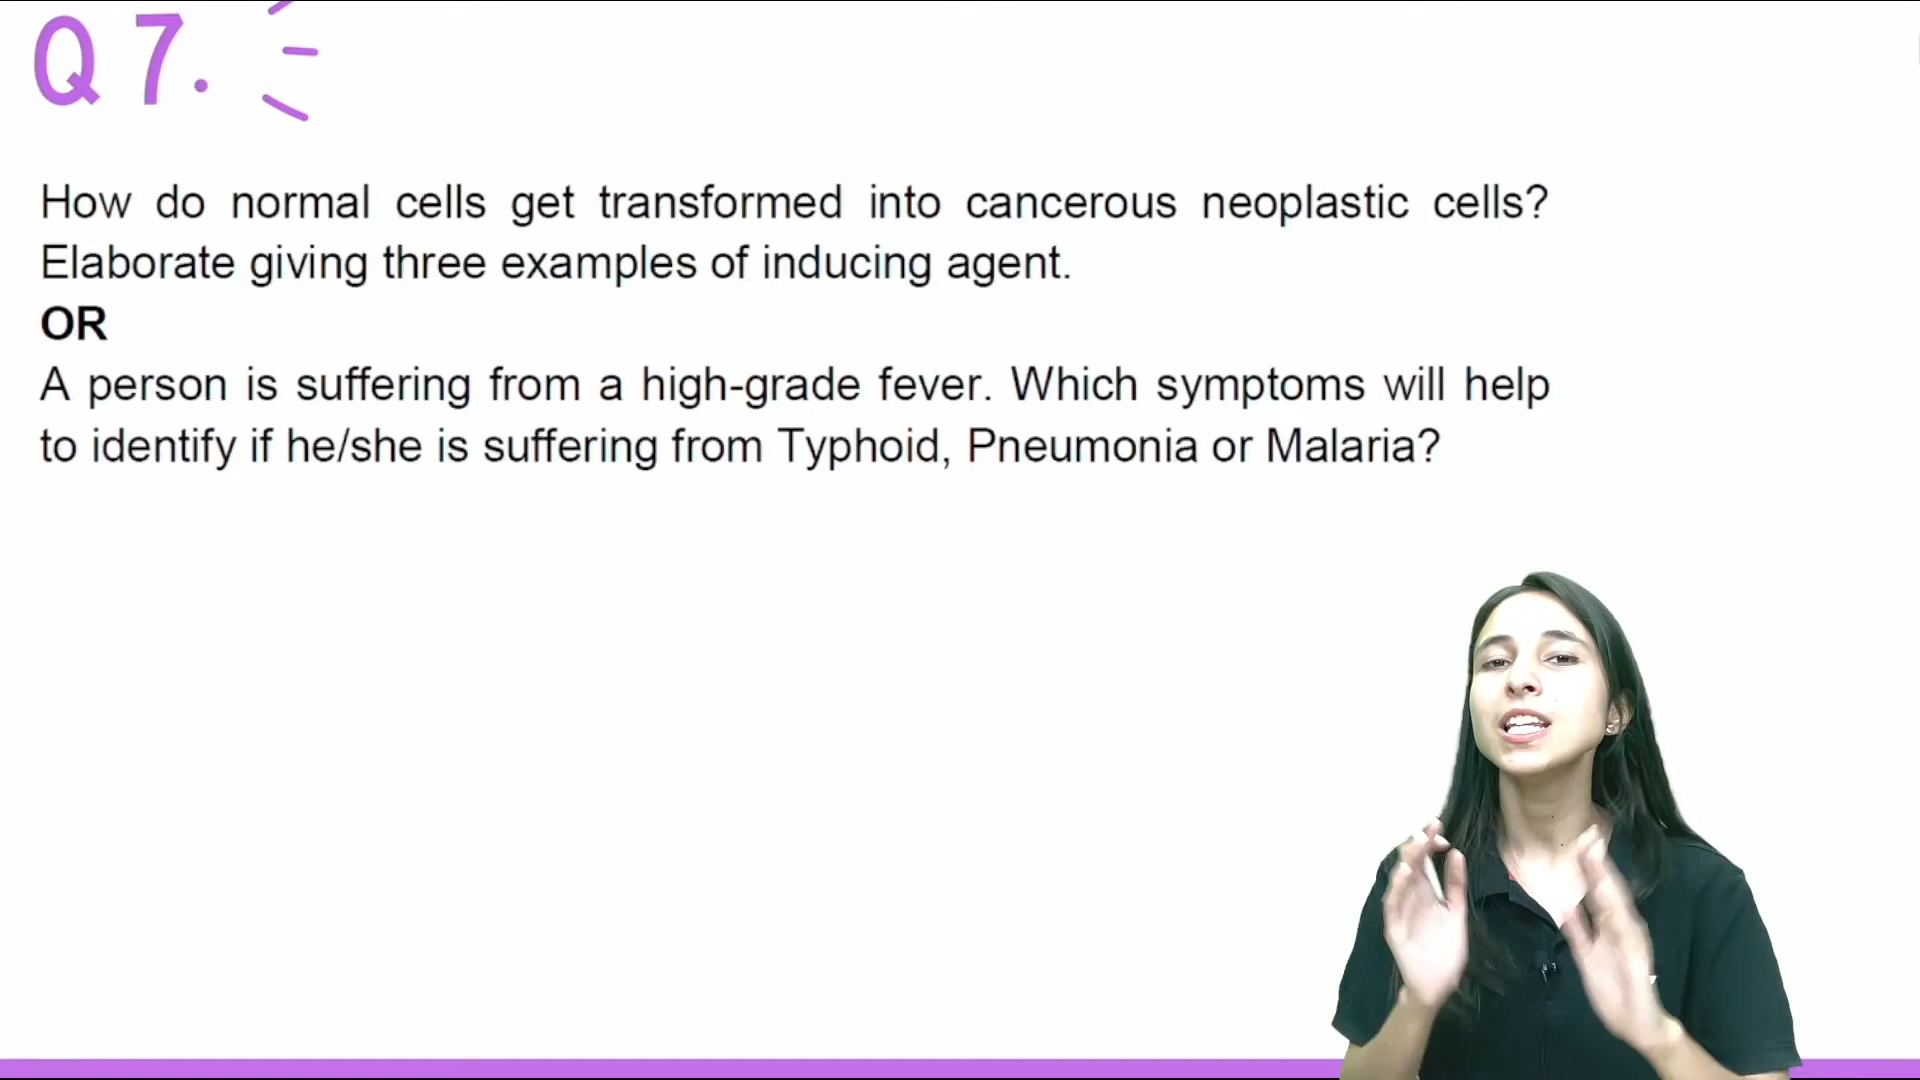 Q 7.
How do normal cells get transformed into cancerous neoplastic cells?
Elaborate giving three examples of inducing agent.
OR
A person is suffering from a high-grade fever. Which symptoms will help
to identify if he/she is suffering from Typhoid, Pneumonia or Malaria?